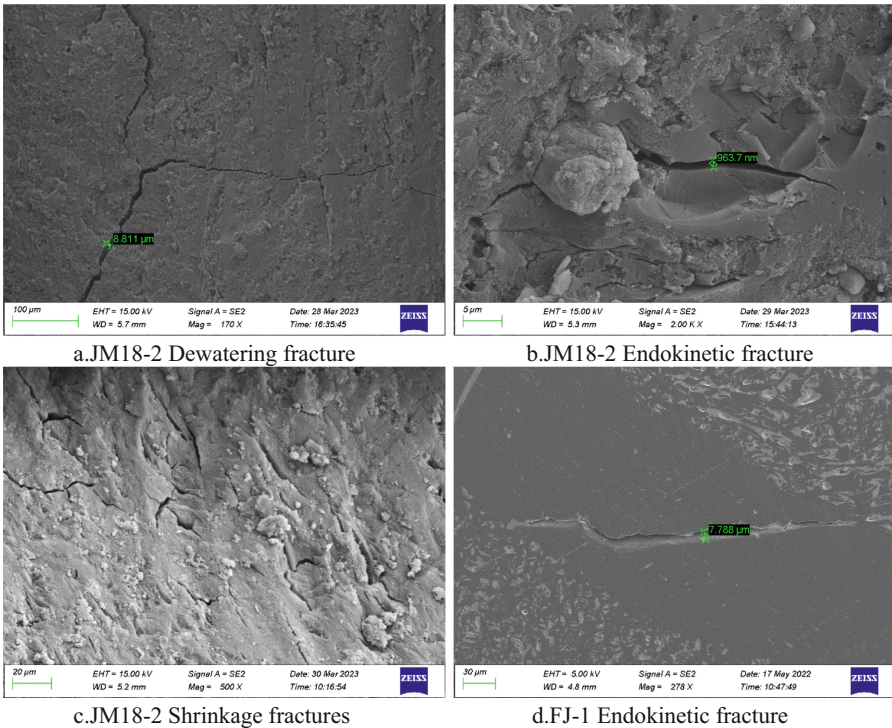 8.811 µm
100 µm
EHT = 15.00 kV
Signal A = SE2
Date: 28 Mar 2023
WD = 5.7 mm
Mag = 170 X
Time: 16:35:45
ZEISS
963.7 nm
5 µm
EHT = 15.00 kV
Signal A = SE2
Date: 29 Mar 2023
WD = 5.3 mm
Mag = 2.00 K X
Time: 15:44:13
ZEISS
a.JM18-2 Dewatering fracture
b.JM18-2 Endokinetic fracture
20 µm
EHT = 15.00 kV
Signal A = SE2
Date: 30 Mar 2023
WD = 5.2 mm
Mag = 500 X
Time: 10:16:54
ZEISS
7.788 µm
30 µm
EHT = 5.00 kV
Signal A = SE2
Date: 17 May 2022
WD = 4.8 mm
Mag = 278 X
Time: 10:47:49
ZEISS
c.JM18-2 Shrinkage fractures
d.FJ-1 Endokinetic fracture